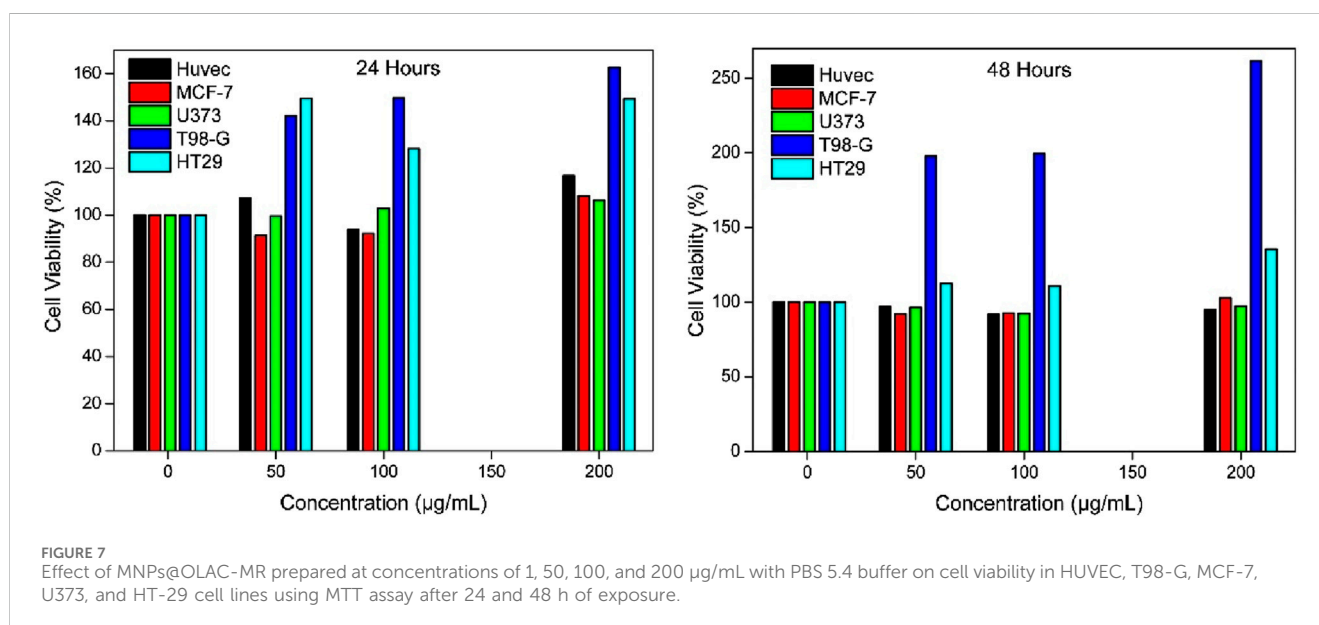 24 Hours
Huvec
MCF-7
U373
T98-G
HT29
Cell Viability (%)
160
140
120
100
80
60
40
20
0
0 50 100 150 200
Concentration (µg/mL)
48 Hours
Huvec
MCF-7
U373
T98-G
HT29
Cell Viability (%)
250
200
150
100
50
0
0 50 100 150 200
Concentration (µg/mL)
FIGURE 7
Effect of MNPs@OLAC-MR prepared at concentrations of 1, 50, 100, and 200 µg/mL with PBS 5.4 buffer on cell viability in HUVEC, T98-G, MCF-7,
U373, and HT-29 cell lines using MTT assay after 24 and 48 h of exposure.